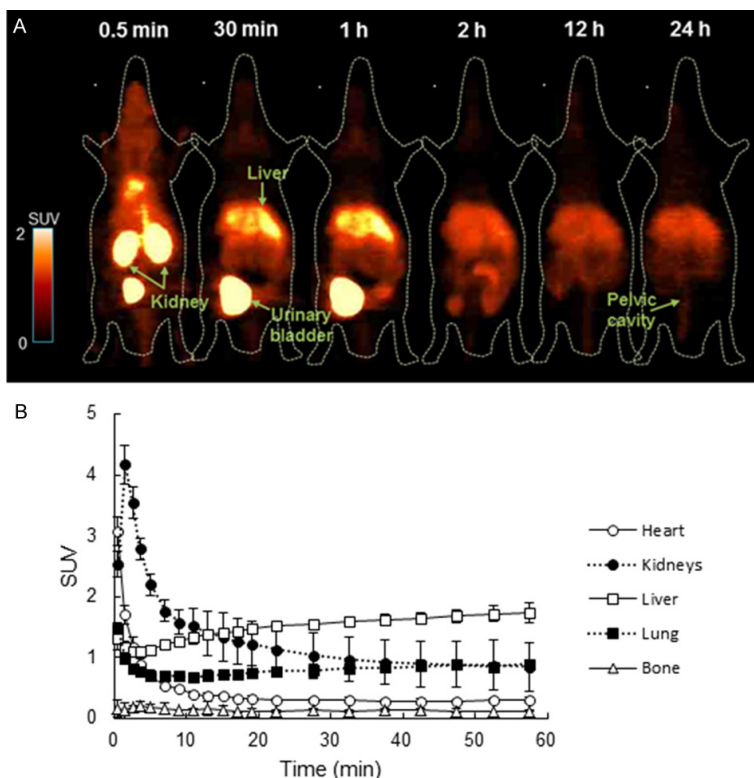 A
0.5 min 30 min 1 h 2 h 12 h 24 h
SUV
2
0
Liver
Kidney
Urinary
bladder
Pelvic
cavity
B
5
4
3
2
1
0
SUV
0 10 20 30 40 50 60
Time (min)
Heart
Kidneys
Liver
Lung
Bone